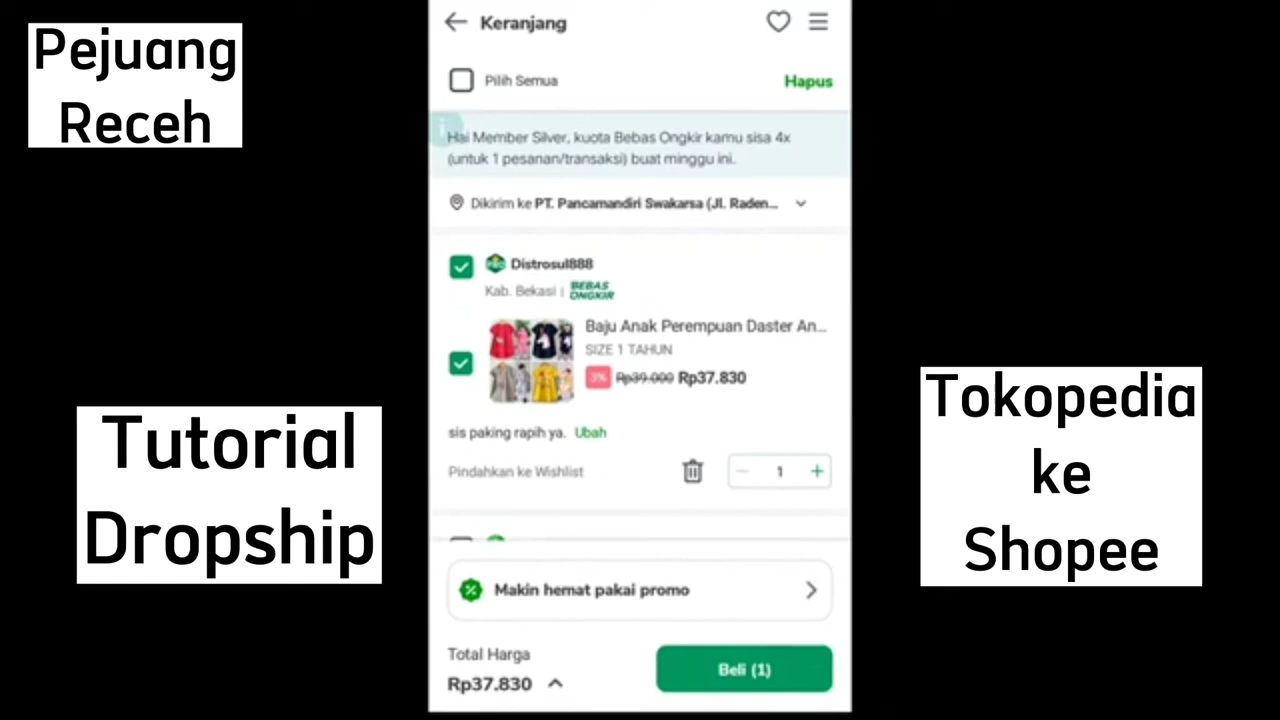 Pejuang
Receh
Keranjang
Pilih Semua
Hapus
Hai Member Silver, kuota Bebas Ongkir kamu sisa 4x
(untuk 1 pesanan/transaksi) buat minggu ini.
Dikirim ke PT. Pancamandiri Swakarsa (Jl. Raden...
Distrosul888
Kab. Bekasi | BEBAS ONGKIR
Baju Anak Perempuan Daster An...
SIZE 1 TAHUN
3% Rp39.000 Rp37.830
sis paking rapih ya. Ubah
Pindahkan ke Wishlist
− 1 +
Makin hemat pakai promo
Total Harga
Rp37.830
Beli (1)
Tutorial
Dropship
Tokopedia
ke
Shopee